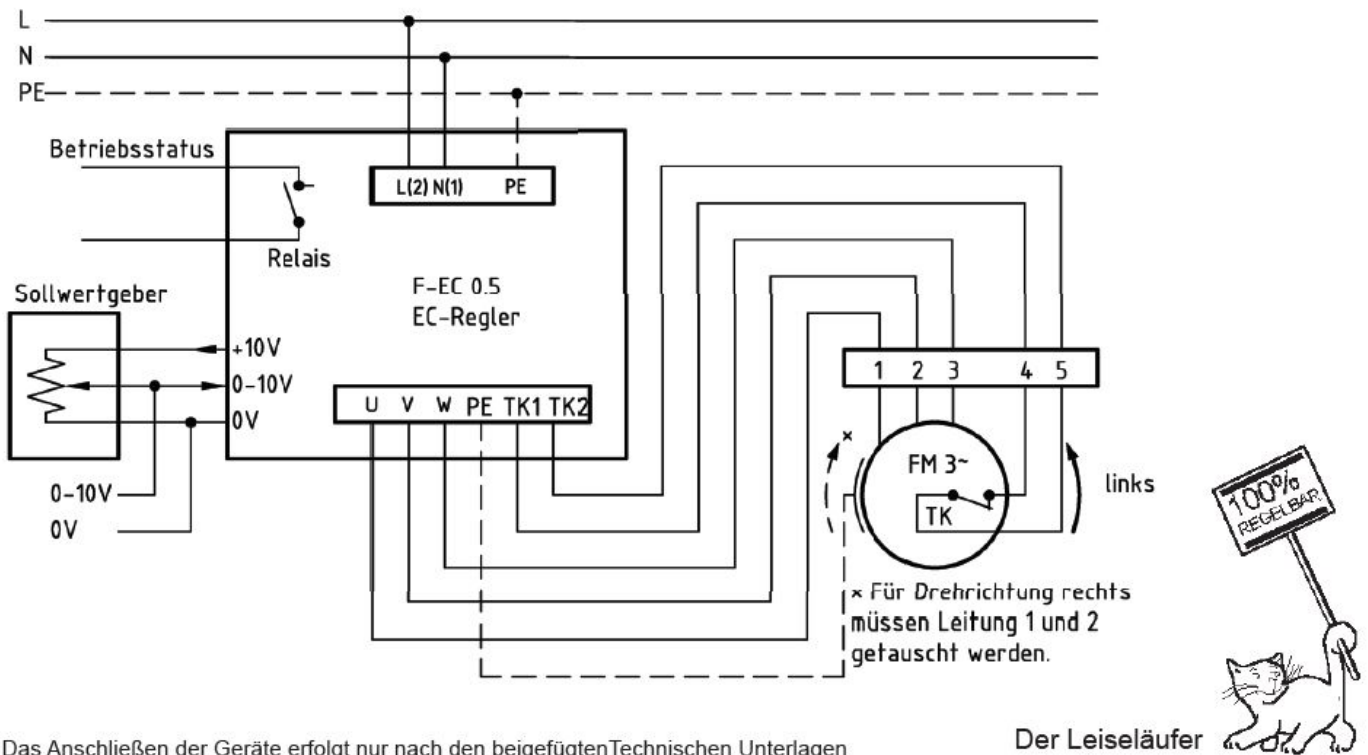 L
N
PE
Betriebsstatus
L(2) N(1) PE
Relais
F-EC 0.5
EC-Regler
Sollwertgeber
+10V
0-10V
0V
U V W PE TK1 TK2
0-10V
0V
1 2 3 4 5
×
FM 3~
TK
links
× Für Drehrichtung rechts
müssen Leitung 1 und 2
getauscht werden.
100%
REGELBAR
Der Leiseläufer
Das Anschließen der Geräte erfolgt nur nach den beigefügten Technischen Unterlagen